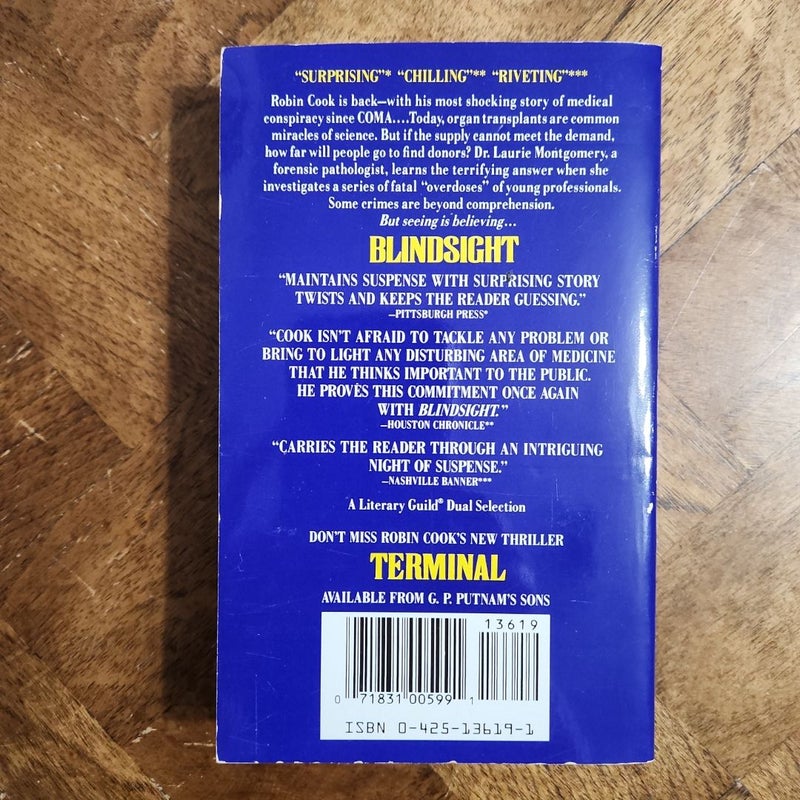 "SURPRISING"* "CHILLING"** "RIVETING"***
Robin Cook is back—with his most shocking story of medical
conspiracy since COMA....Today, organ transplants are common
miracles of science. But if the supply cannot meet the demand,
how far will people go to find donors? Dr. Laurie Montgomery, a
forensic pathologist, learns the terrifying answer when she
investigates a series of fatal "overdoses" of young professionals.
Some crimes are beyond comprehension.
But seeing is believing...
BLINDSIGHT
"MAINTAINS SUSPENSE WITH SURPRISING STORY
TWISTS AND KEEPS THE READER GUESSING."
—PITTSBURGH PRESS*
"COOK ISN'T AFRAID TO TACKLE ANY PROBLEM OR
BRING TO LIGHT ANY DISTURBING AREA OF MEDICINE
THAT HE THINKS IMPORTANT TO THE PUBLIC.
HE PROVES THIS COMMITMENT ONCE AGAIN
WITH BLINDSIGHT."
—HOUSTON CHRONICLE**
"CARRIES THE READER THROUGH AN INTRIGUING
NIGHT OF SUSPENSE."
—NASHVILLE BANNER***
A Literary Guild® Dual Selection
DON'T MISS ROBIN COOK'S NEW THRILLER
TERMINAL
AVAILABLE FROM G. P. PUTNAM'S SONS
13619
0 71831 00599 1
ISBN 0-425-13619-1